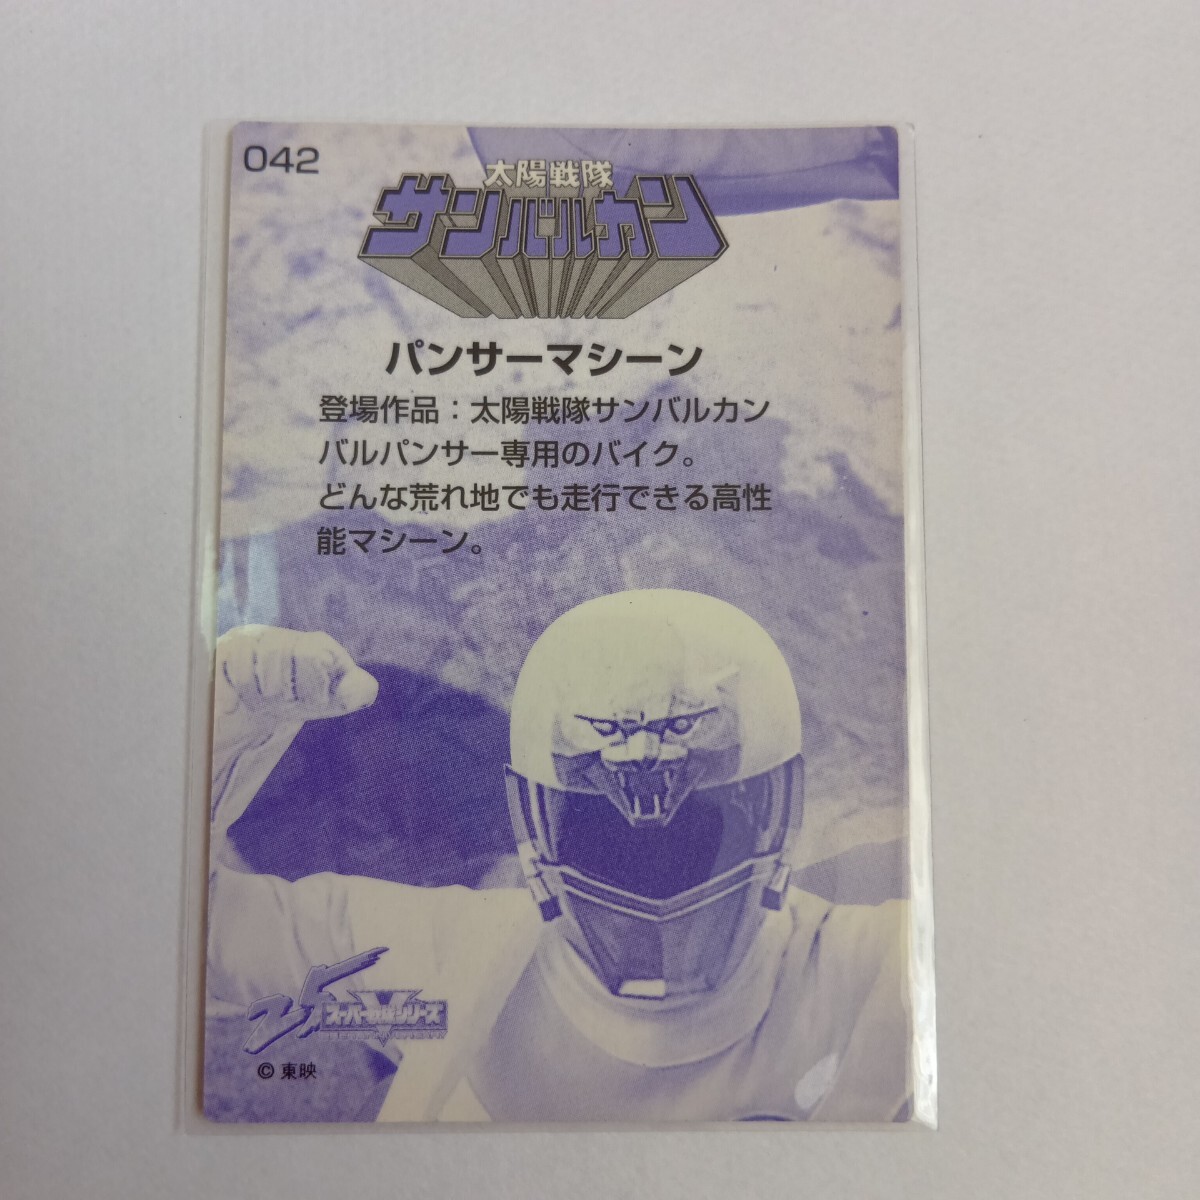 042
太陽戦隊
サンバルカン
パンサーマシーン
登場作品：太陽戦隊サンバルカン
バルパンサー専用のバイク。
どんな荒れ地でも走行できる高性
能マシーン。
25
スーパー戦隊シリーズ
© 東映